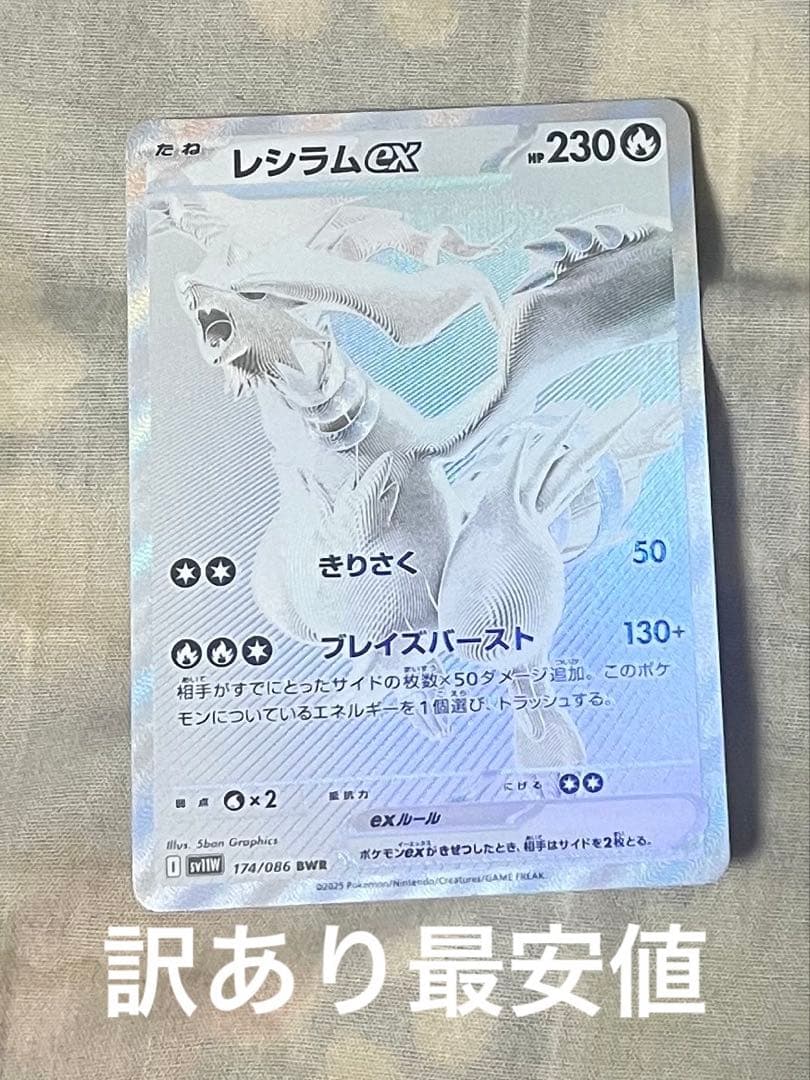 たね レシラムex HP230
きりさく 50
ブレイズバースト 130+
相手がすでにとったサイドの枚数×50ダメージ追加。このポケ
モンについているエネルギーを1個選び、トラッシュする。
弱点 ×2 抵抗力 にげる
exルール
ポケモンexがきぜつしたとき、相手はサイドを2枚とる。
Illus. 5ban Graphics
I sv11W 174/086 BWR
©2025 Pokémon/Nintendo/Creatures/GAME FREAK.
訳あり最安値